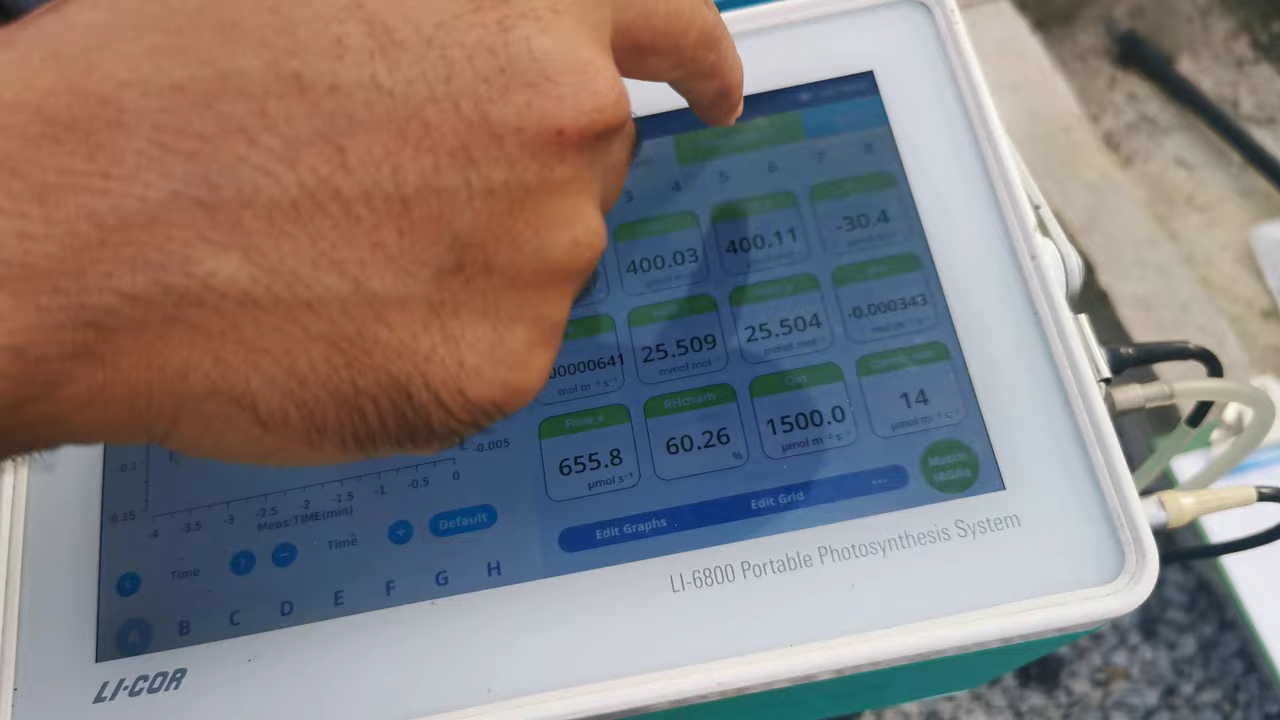 3 4 5 6 7 8
400.03 400.11 -30.4
00000641 25.509 25.504 -0.000343
mol m⁻² s⁻¹ mmol mol mmol mol
Flow RHcham Qin
655.8 60.26 1500.0 14
µmol s⁻¹ % µmol m⁻² s⁻¹ µmol m⁻² s⁻¹
-0.005
0.15
-4 -3.5 -3 -2.5 -2 -1.5 -1 -0.5 0
Meas:TIME(min)
Time Time + Default
Edit Graphs Edit Grid ...
Match IRGAs
A B C D E F G H
LI-6800 Portable Photosynthesis System
LI-COR